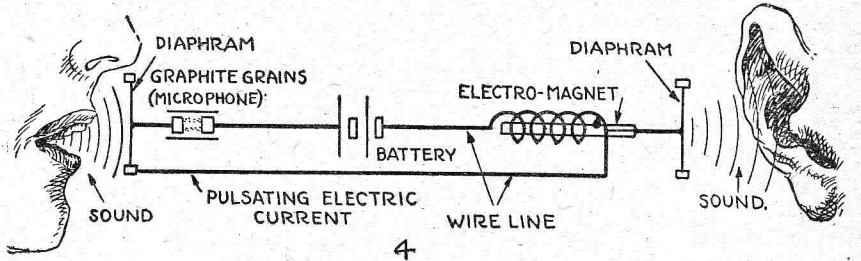 DIAPHRAM
GRAPHITE GRAINS
(MICROPHONE)
SOUND
PULSATING ELECTRIC
CURRENT
BATTERY
ELECTRO-MAGNET
WIRE LINE
DIAPHRAM
SOUND.
4